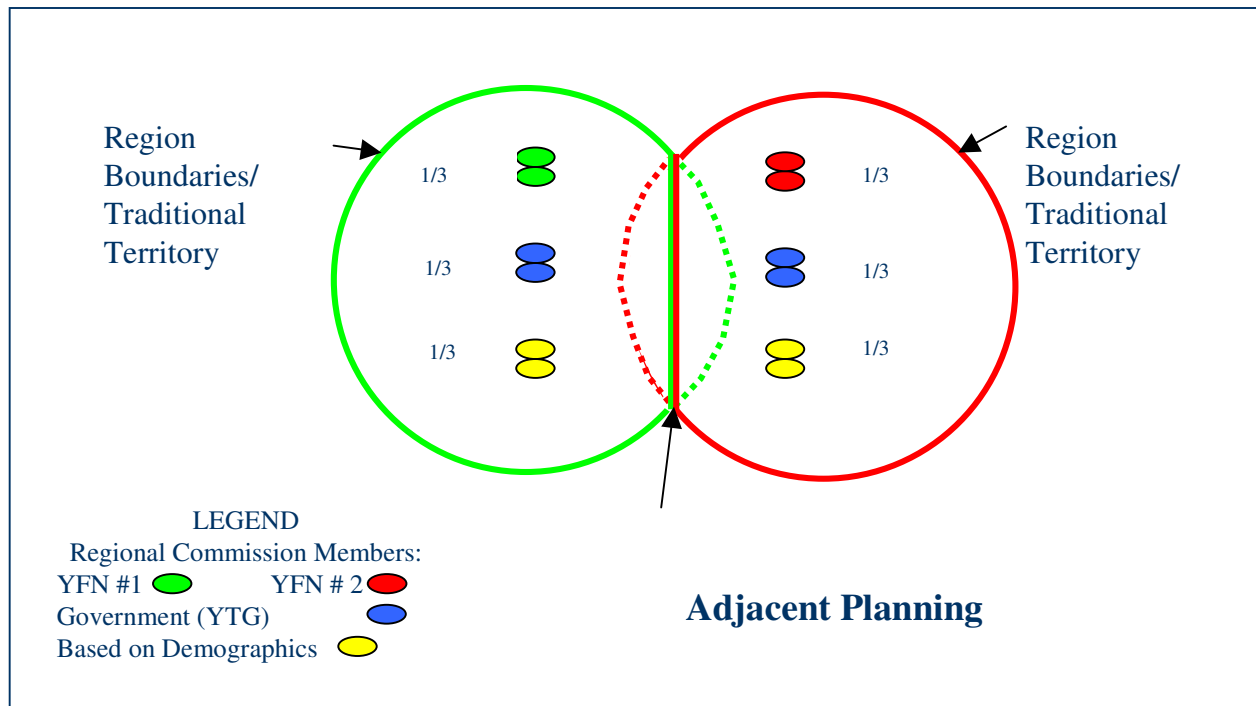 Region
Boundaries/
Traditional
Territory
Region
Boundaries/
Traditional
Territory
1/3
1/3
1/3
1/3
1/3
1/3
LEGEND
Regional Commission Members:
YFN #1 YFN # 2
Government (YTG)
Based on Demographics
Adjacent Planning